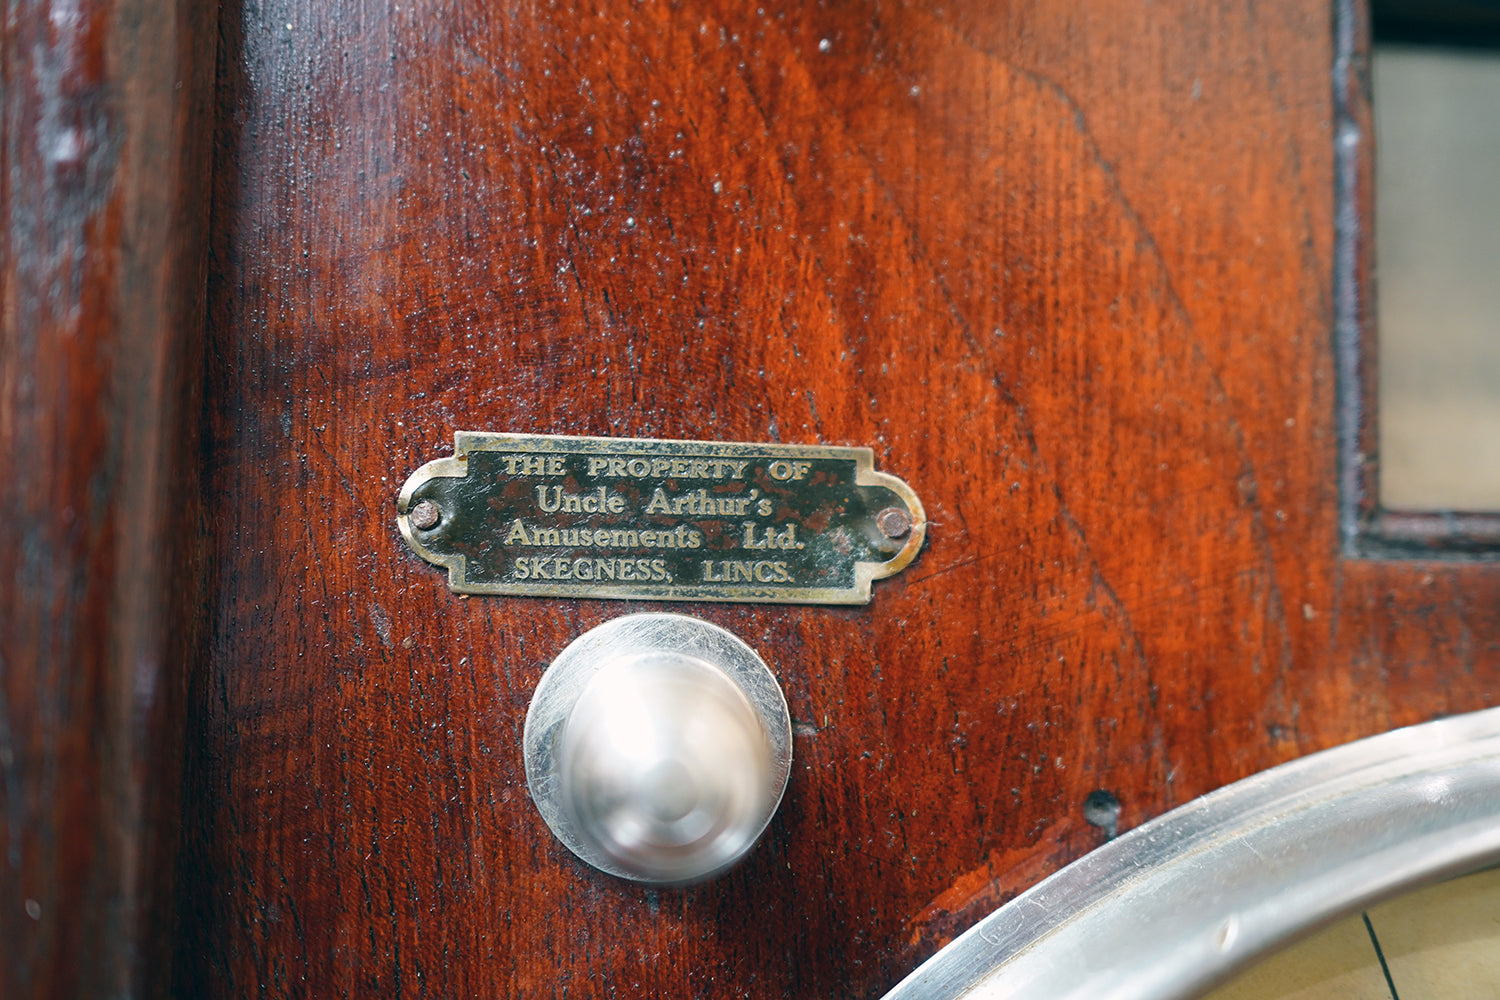 THE PROPERTY OF
Uncle Arthur's
Amusements Ltd.
SKEGNESS, LINCS.